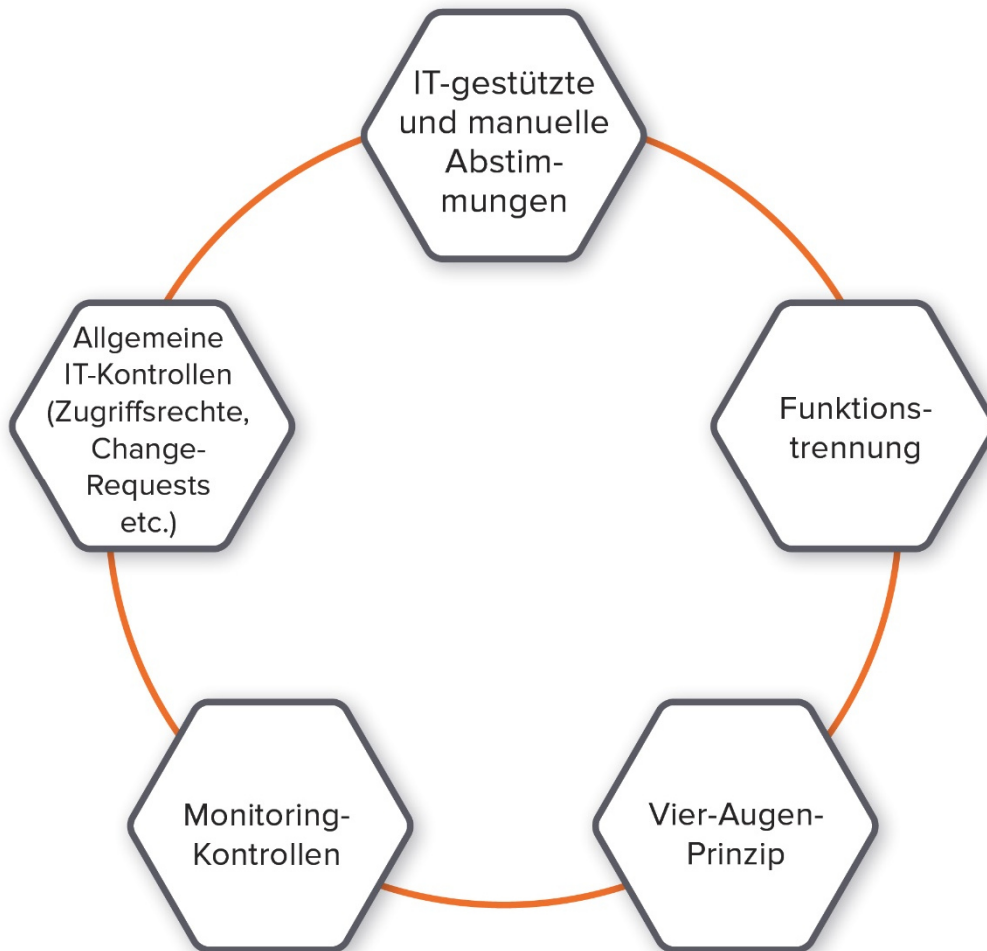 IT-gestützte
und manuelle
Abstim-
mungen
Allgemeine
IT-Kontrollen
(Zugriffsrechte,
Change-
Requests
etc.)
Funktions-
trennung
Monitoring-
Kontrollen
Vier-Augen-
Prinzip